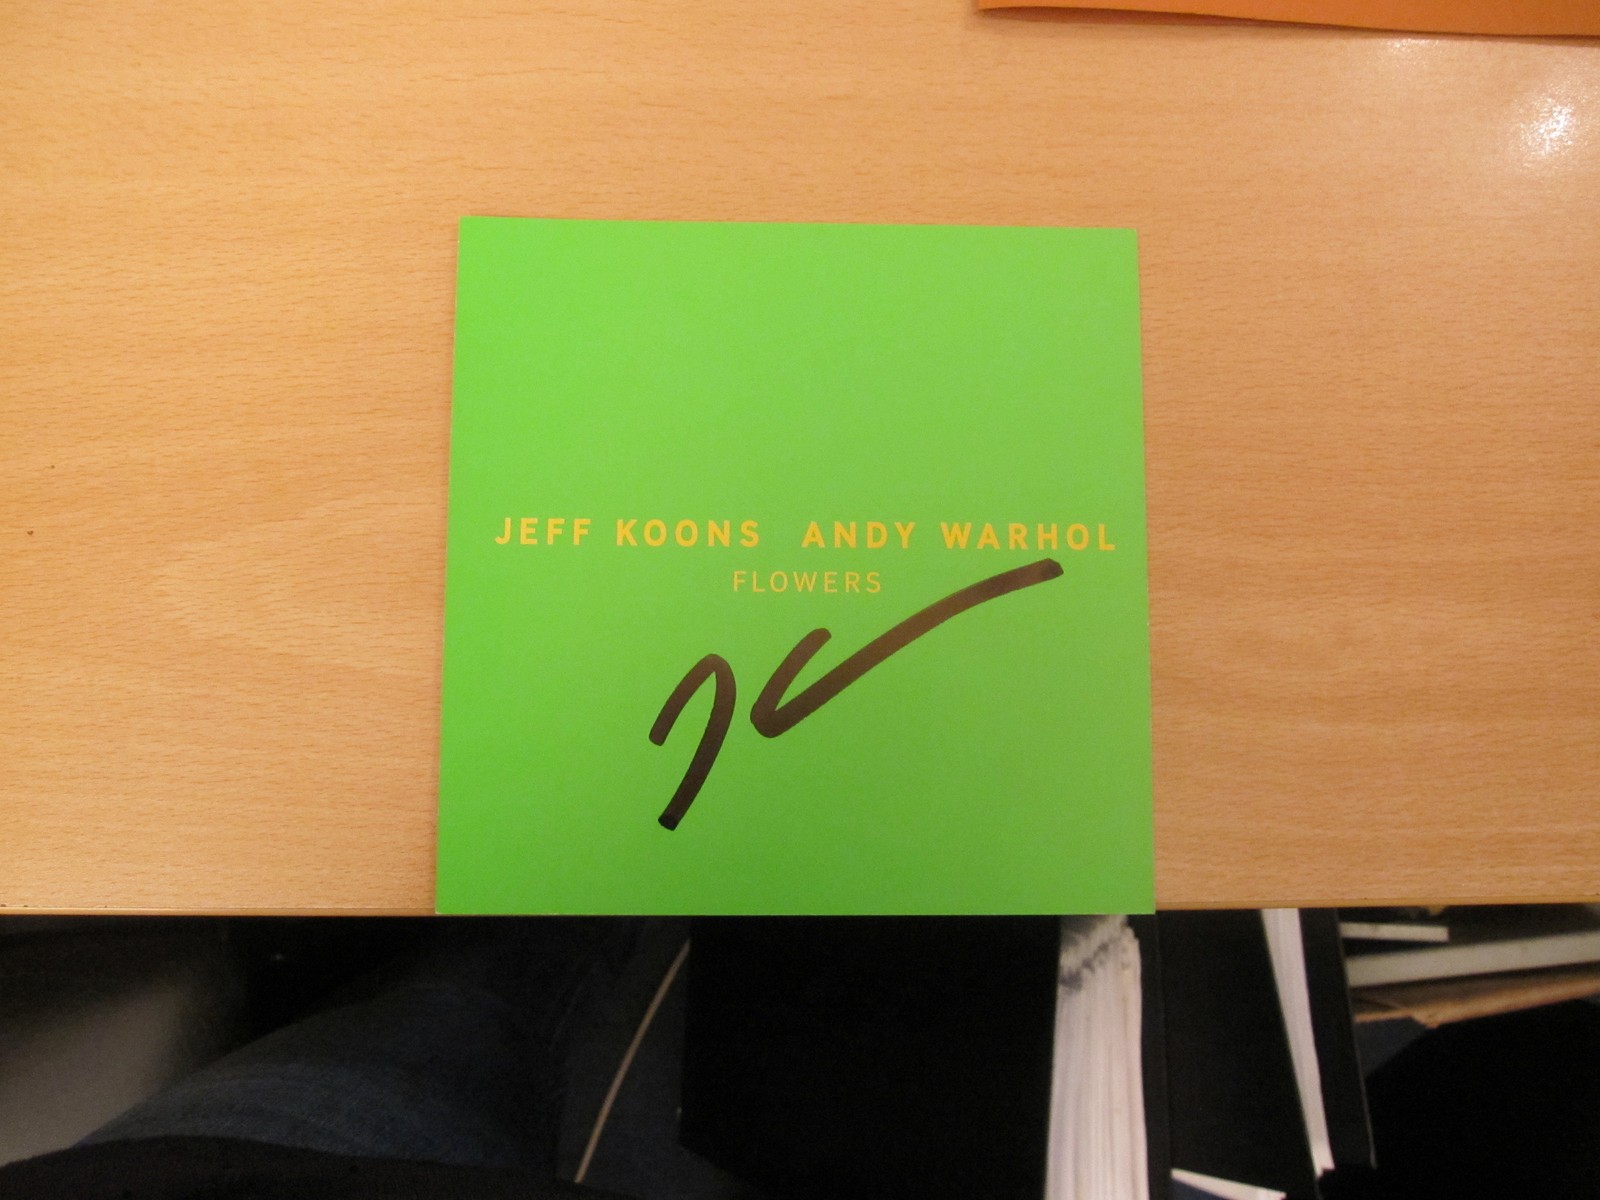 JEFF KOONS ANDY WARHOL
FLOWERS